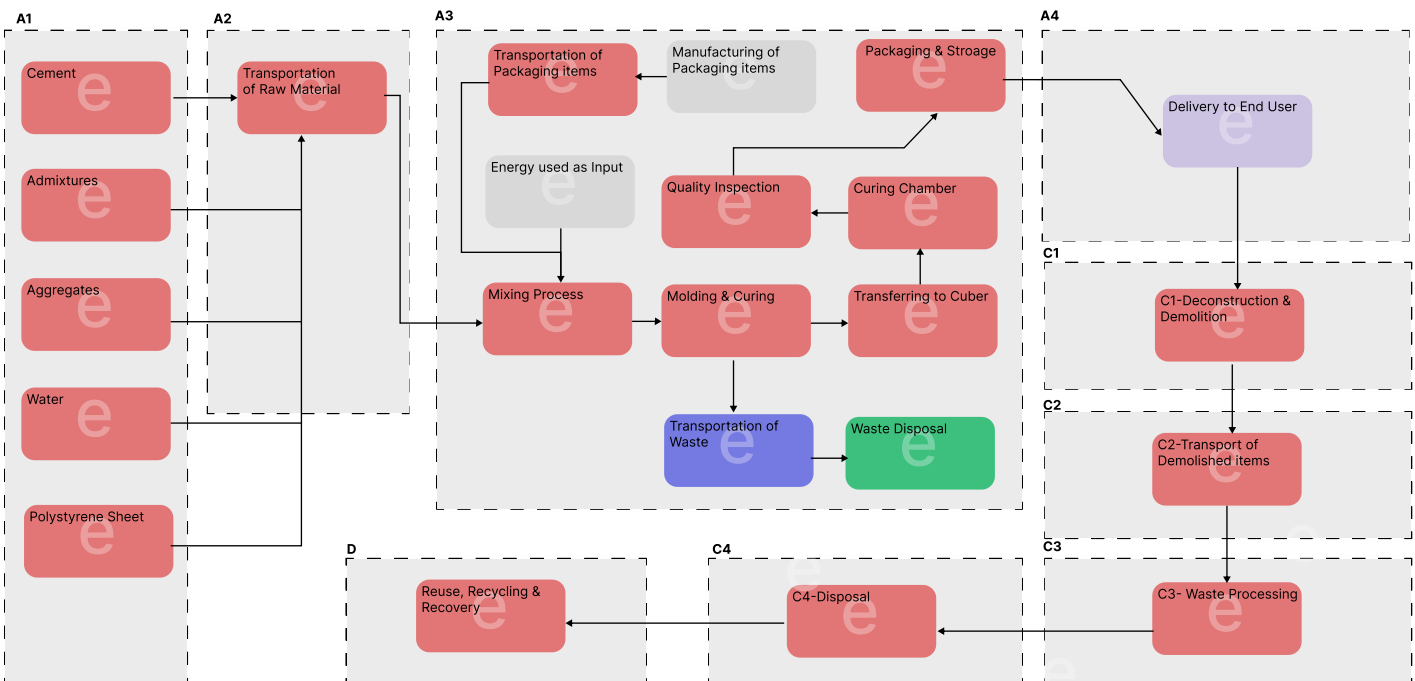 A1
Cement
Admixtures
Aggregates
Water
Polystyrene Sheet
A2
Transportation
of Raw Material
A3
Transportation of
Packaging items
Manufacturing of
Packaging items
Packaging & Stroage
Energy used as Input
Quality Inspection
Curing Chamber
Mixing Process
Molding & Curing
Transferring to Cuber
Transportation of
Waste
Waste Disposal
A4
Delivery to End User
C1
C1-Deconstruction &
Demolition
C2
C2-Transport of
Demolished items
C3
C3- Waste Processing
C4
C4-Disposal
D
Reuse, Recycling &
Recovery